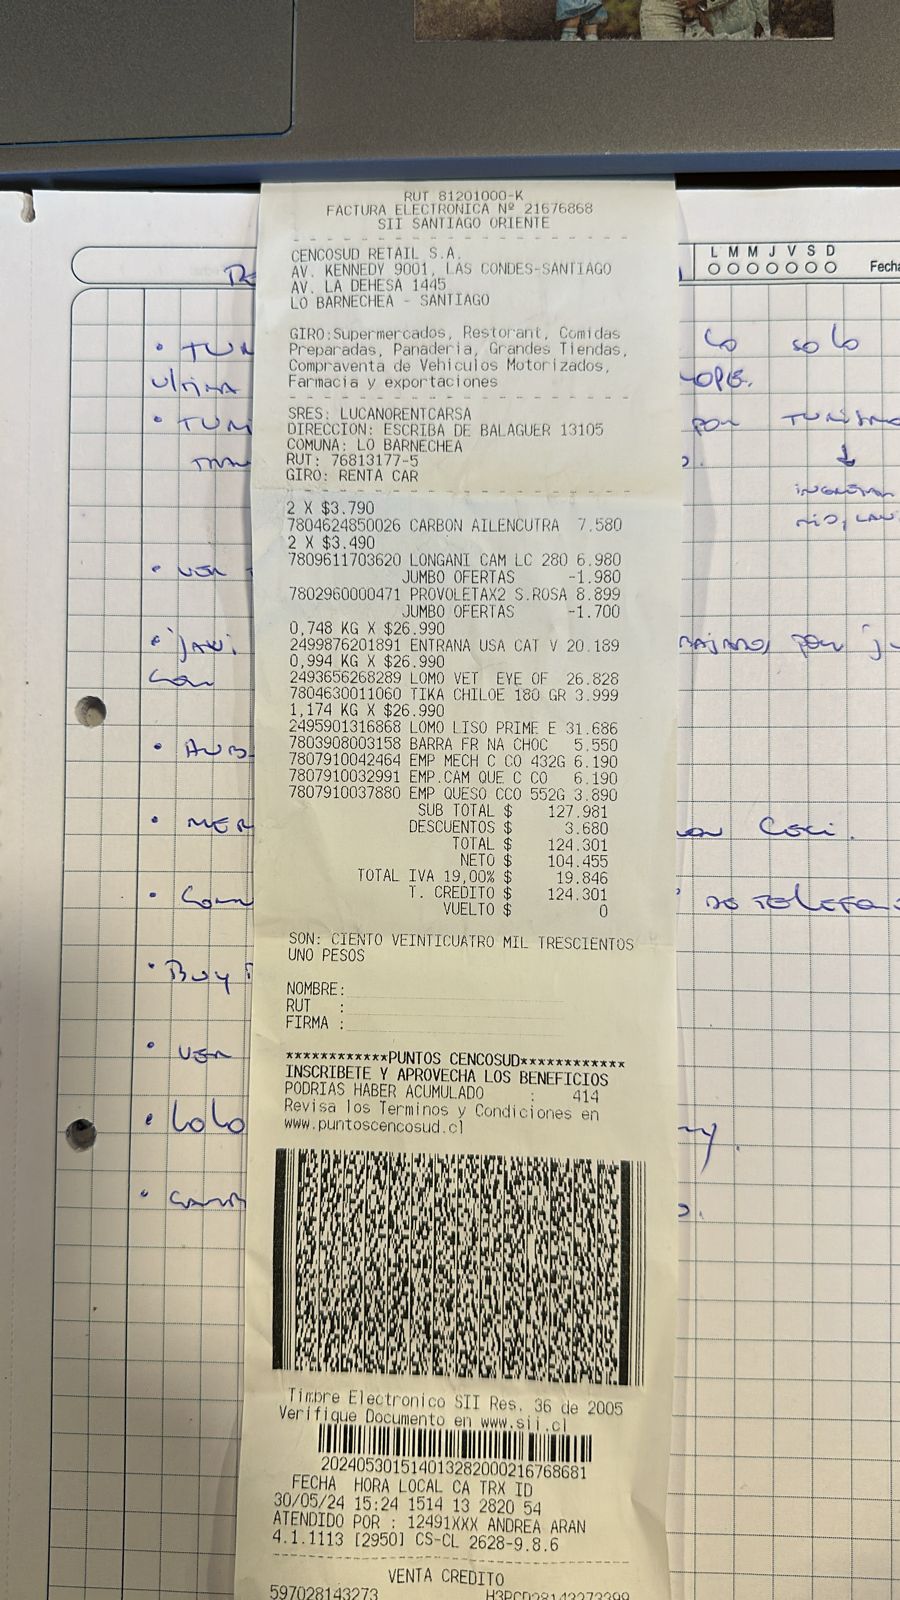 RUT 81201000-K
FACTURA ELECTRONICA Nº 21676868
SII SANTIAGO ORIENTE
CENCOSUD RETAIL S.A.
AV. KENNEDY 9001, LAS CONDES-SANTIAGO
AV. LA DEHESA 1445
LO BARNECHEA - SANTIAGO
L M M J V S D
Fecha
GIRO:Supermercados, Restorant, Comidas
Preparadas, Panaderia, Grandes Tiendas,
Compraventa de Vehiculos Motorizados,
Farmacia y exportaciones
SRES: LUCANORENTCARSA
DIRECCION: ESCRIBA DE BALAGUER 13105
COMUNA: LO BARNECHEA
RUT: 76813177-5
GIRO: RENTA CAR
2 X $3.790
7804624850026 CARBON AILENCUTRA 7.580
2 X $3.490
7809611703620 LONGANI CAM LC 280 6.980
JUMBO OFERTAS -1.980
7802960000471 PROVOLETAX2 S.ROSA 8.899
JUMBO OFERTAS -1.700
0,748 KG X $26.990
2499876201891 ENTRANA USA CAT V 20.189
0,994 KG X $26.990
2493656268289 LOMO VET EYE OF 26.828
7804630011060 TIKA CHILOE 180 GR 3.999
1,174 KG X $26.990
2495901316868 LOMO LISO PRIME E 31.686
7803908003158 BARRA FR NA CHOC 5.550
7807910042464 EMP MECH C CO 432G 6.190
7807910032991 EMP.CAM QUE C CO 6.190
7807910037880 EMP QUESO CCO 552G 3.890
SUB TOTAL $ 127.981
DESCUENTOS $ 3.680
TOTAL $ 124.301
NETO $ 104.455
TOTAL IVA 19,00% $ 19.846
T. CREDITO $ 124.301
VUELTO $ 0
SON: CIENTO VEINTICUATRO MIL TRESCIENTOS
UNO PESOS
NOMBRE:
RUT :
FIRMA :
************PUNTOS CENCOSUD************
INSCRIBETE Y APROVECHA LOS BENEFICIOS
PODRIAS HABER ACUMULADO : 414
Revisa los Terminos y Condiciones en
www.puntoscencosud.cl
Timbre Electronico SII Res. 36 de 2005
Verifique Documento en www.sii.cl
202405301514013282000216768681
FECHA HORA LOCAL CA TRX ID
30/05/24 15:24 1514 13 2820 54
ATENDIDO POR : 12491XXX ANDREA ARAN
4.1.1113 [2950] CS-CL 2628-9.8.6
VENTA CREDITO
597028143273
solo
por TURISMO
VER
Buy
VER
LOLO
Ceci.
DE TELEFONO